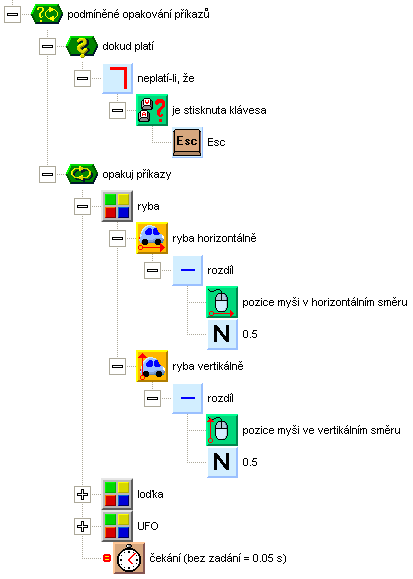 podmíněné opakování příkazů
dokud platí
neplatí-li, že
je stisknuta klávesa
Esc Esc
opakuj příkazy
ryba
ryba horizontálně
rozdíl
pozice myši v horizontálním směru
N 0.5
ryba vertikálně
rozdíl
pozice myši ve vertikálním směru
N 0.5
loďka
UFO
čekání (bez zadání = 0.05 s)